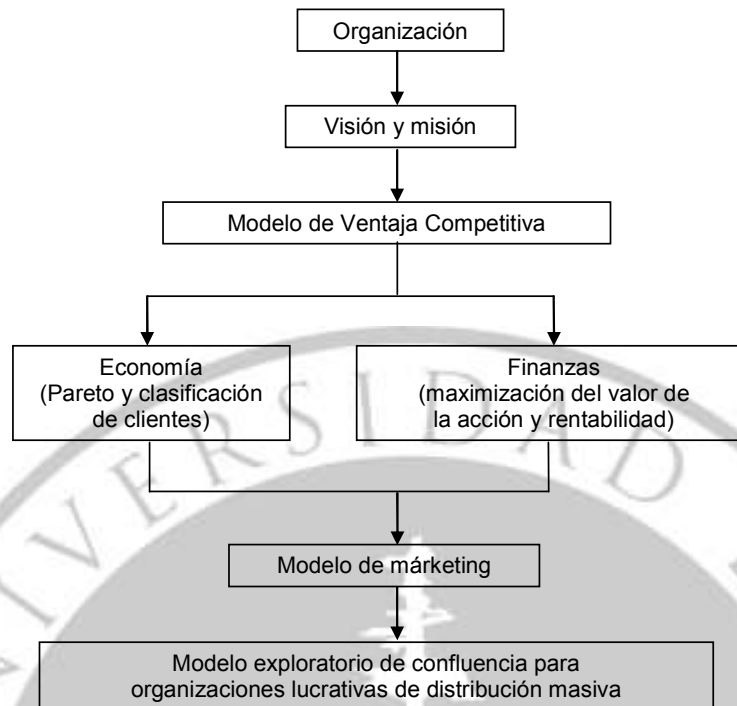 Organización
Visión y misión
Modelo de Ventaja Competitiva
Economía
(Pareto y clasificación
de clientes)
Finanzas
(maximización del valor de
la acción y rentabilidad)
IVERSIDAD
Modelo de márketing
Modelo exploratorio de confluencia para
organizaciones lucrativas de distribución masiva